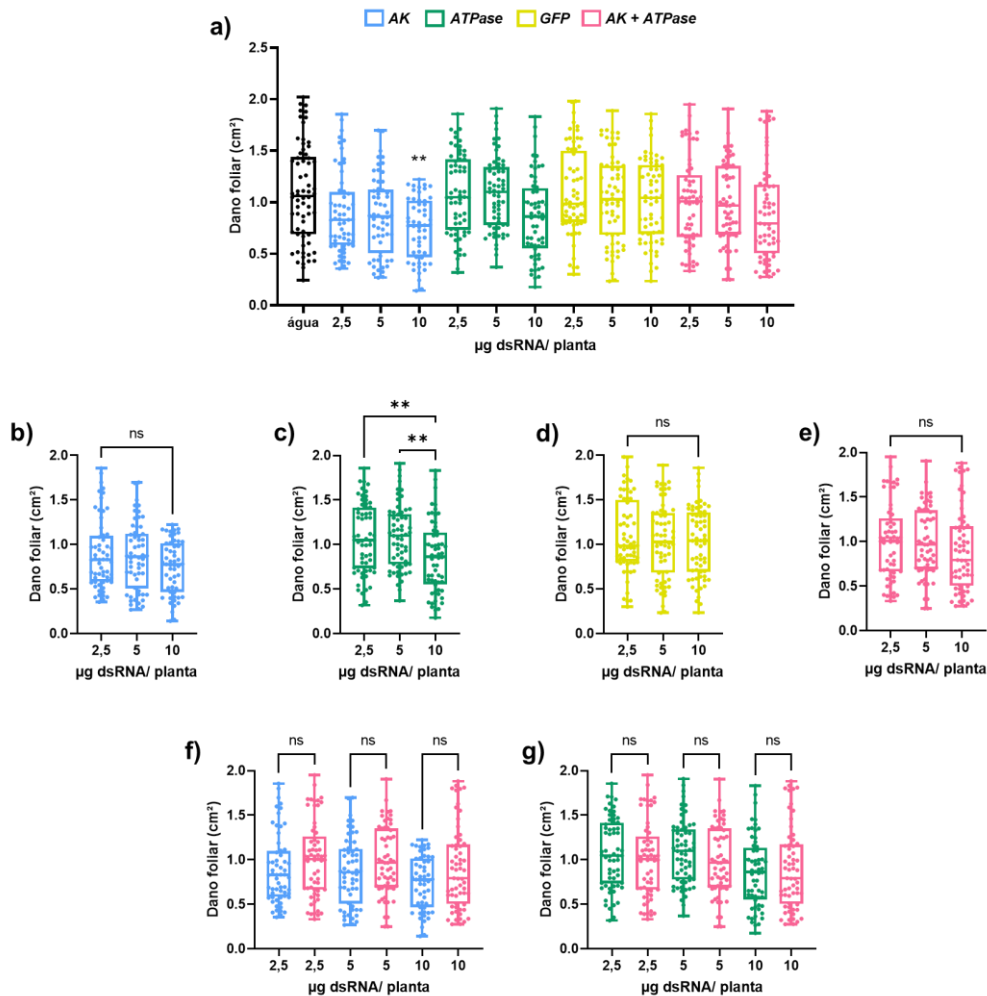 AK ATPase GFP AK + ATPase
a)
Dano foliar (cm²)
2.5
2.0
1.5
1.0
0.5
0.0
**
água 2,5 5 10 2,5 5 10 2,5 5 10 2,5 5 10
µg dsRNA/ planta
b)
ns
Dano foliar (cm²)
2.0
1.5
1.0
0.5
0.0
2,5 5 10
µg dsRNA/ planta
c)
**
**
Dano foliar (cm²)
2.0
1.5
1.0
0.5
0.0
2,5 5 10
µg dsRNA/ planta
d)
ns
Dano foliar (cm²)
2.0
1.5
1.0
0.5
0.0
2,5 5 10
µg dsRNA/ planta
e)
ns
Dano foliar (cm²)
2.0
1.5
1.0
0.5
0.0
2,5 5 10
µg dsRNA/ planta
f)
ns ns ns
Dano foliar (cm²)
2.0
1.5
1.0
0.5
0.0
2,5 2,5 5 5 10 10
µg dsRNA/ planta
g)
ns ns ns
Dano foliar (cm²)
2.0
1.5
1.0
0.5
0.0
2,5 2,5 5 5 10 10
µg dsRNA/ planta